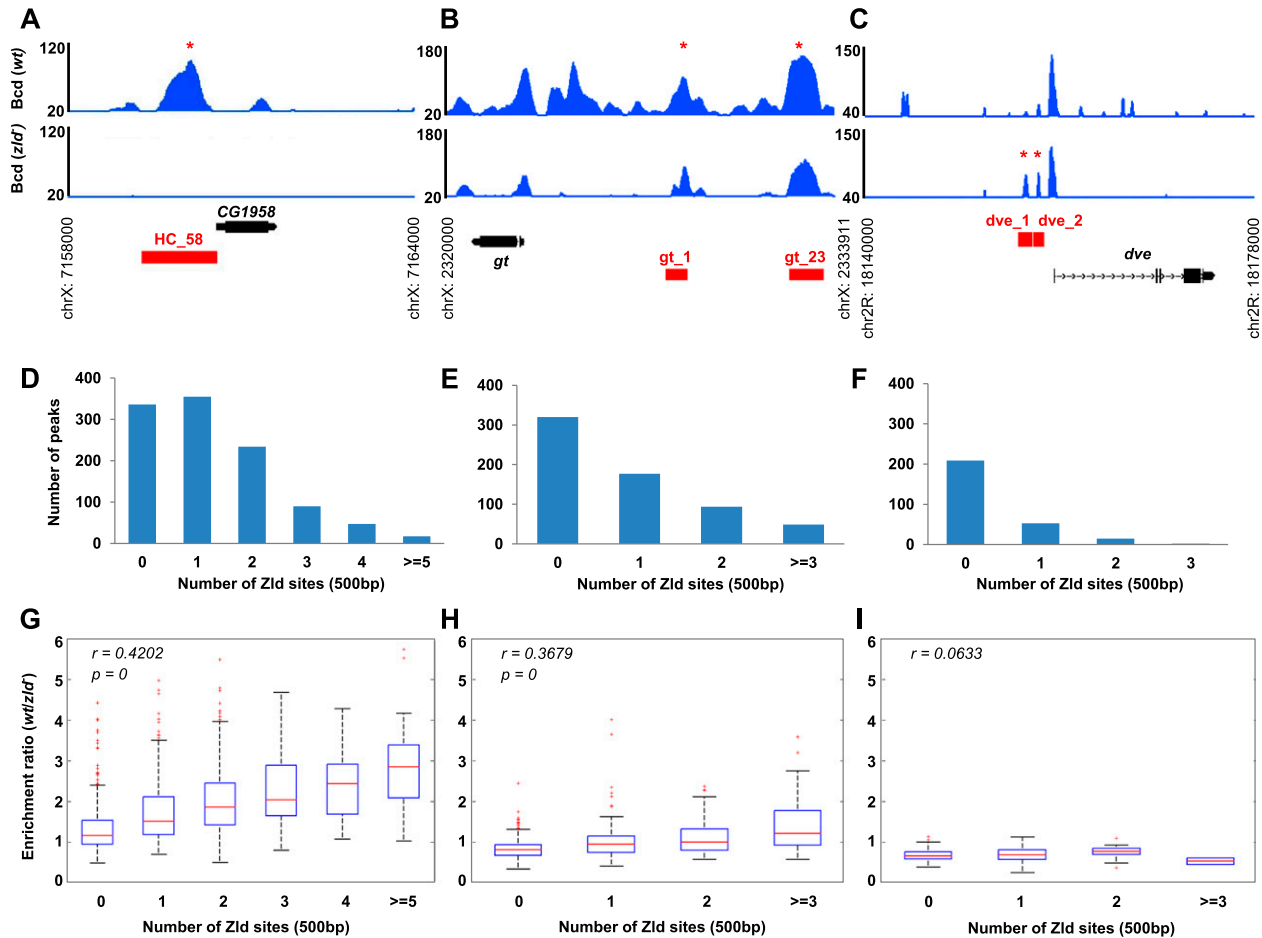 A
Bcd (wt)
120
20
*
Bcd (zld-)
120
20
CG1958
HC_58
chrX: 7158000
chrX: 7164000
B
180
20
*
*
180
20
gt
gt_1
gt_23
chrX: 2320000
chrX: 2333911
C
150
40
150
40
* *
dve_1 dve_2
dve
chr2R: 18140000
chr2R: 18178000
D
Number of peaks
400
300
200
100
0
0 1 2 3 4 >=5
Number of Zld sites (500bp)
E
400
300
200
100
0
0 1 2 >=3
Number of Zld sites (500bp)
F
400
300
200
100
0
0 1 2 3
Number of Zld sites (500bp)
G
Enrichment ratio (wt/zld-)
r = 0.4202
p = 0
6
5
4
3
2
1
0
0 1 2 3 4 >=5
Number of Zld sites (500bp)
H
r = 0.3679
p = 0
6
5
4
3
2
1
0
0 1 2 >=3
Number of Zld sites (500bp)
I
r = 0.0633
6
5
4
3
2
1
0
0 1 2 >=3
Number of Zld sites (500bp)